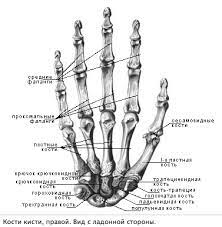 средние
фаланги
проксимальные
фаланги
сесамовидные
кости
пястные
кости
1-я пястная
кость
крючок крючковидной
кости
крючковидная
кость
гороховидная
кость
трехгранная кость
трапециевидная
кость
кость-трапеция
головчатая кость
ладьевидная кость
полулунная кость
Кости кисти, правой. Вид с ладонной стороны.